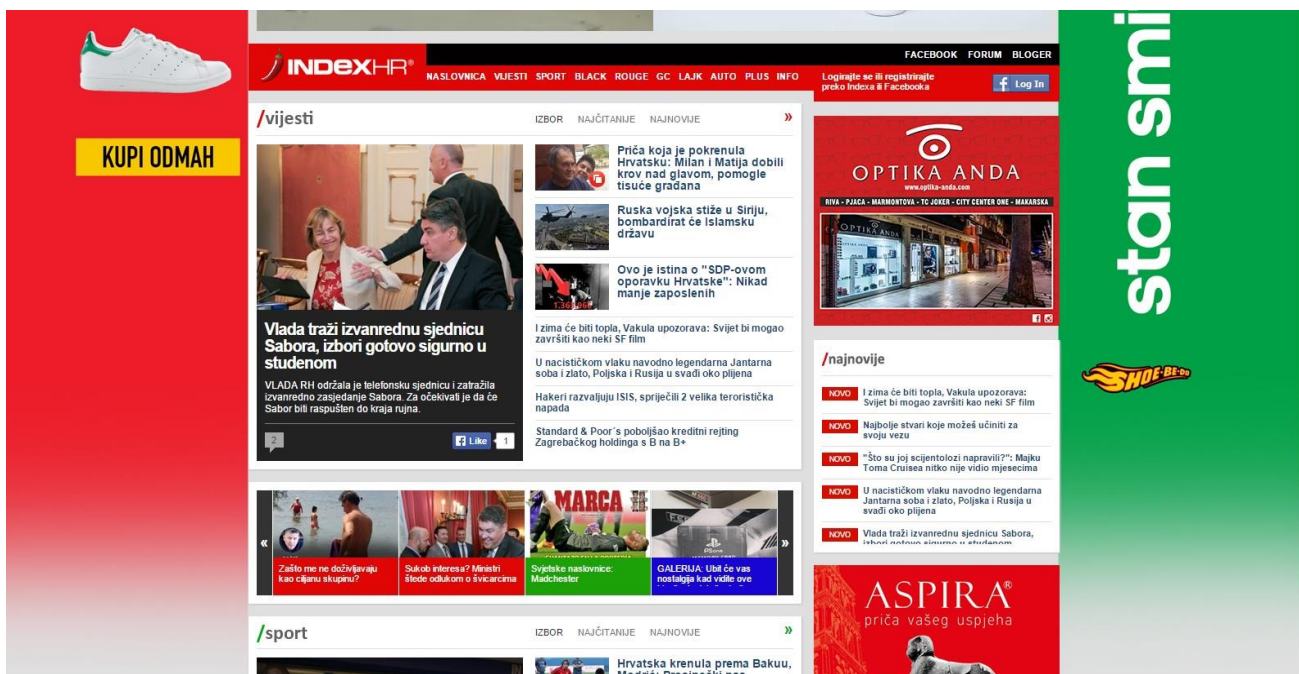 KUPI ODMAH
INDEXHR®
FACEBOOK FORUM BLOGER
NASLOVNICA VIJESTI SPORT BLACK ROUGE GC LAJK AUTO PLUS INFO
Logirajte se ili registrirajte
preko Indexa ili Facebooka
f Log In
/vijesti
IZBOR NAJČITANIJE NAJNOVIJE »
Vlada traži izvanrednu sjednicu
Sabora, izbori gotovo sigurno u
studenom
VLADA RH održala je telefonsku sjednicu i zatražila
izvanredno zasjedanje Sabora. Za očekivati je da će
Sabor biti raspušten do kraja rujna.
2
Like 1
Priča koja je pokrenula
Hrvatsku: Milan i Matija dobili
krov nad glavom, pomogle
tisuće građana
Ruska vojska stiže u Siriju,
bombardirat će Islamsku
državu
Ovo je istina o "SDP-ovom
oporavku Hrvatske": Nikad
manje zaposlenih
I zima će biti topla, Vakula upozorava: Svijet bi mogao
završiti kao neki SF film
U nacističkom vlaku navodno legendarna Jantarna
soba i zlato, Poljska i Rusija u svađi oko plijena
Hakeri razvaljuju ISIS, spriječili 2 velika teroristička
napada
Standard & Poor´s poboljšao kreditni rejting
Zagrebačkog holdinga s B na B+
OPTIKA ANDA
www.optika-anda.com
RIVA - PJACA - MARMONTOVA - TC JOKER - CITY CENTER ONE - MAKARSKA
OPTIKA ANDA
stan smi
SHOE·BE·DO
/najnovije
NOVO I zima će biti topla, Vakula upozorava:
Svijet bi mogao završiti kao neki SF film
NOVO Najbolje stvari koje možeš učiniti za
svoju vezu
NOVO "Što su joj scijentolozi napravili?": Majku
Toma Cruisea nitko nije vidio mjesecima
NOVO U nacističkom vlaku navodno legendarna
Jantarna soba i zlato, Poljska i Rusija u
svađi oko plijena
NOVO Vlada traži izvanrednu sjednicu Sabora,
izbori gotovo sigurno u studenom
MARCA
« »
Zašto me ne doživljavaju
kao ciljanu skupinu?
Sukob interesa? Ministri
štede odlukom o švicarcima
Svjetske naslovnice:
Madchester
GALERIJA: Ubit će vas
nostalgija kad vidite ove
ASPIRA®
priča vašeg uspjeha
/sport
IZBOR NAJČITANIJE NAJNOVIJE »
Hrvatska krenula prema Bakuu,